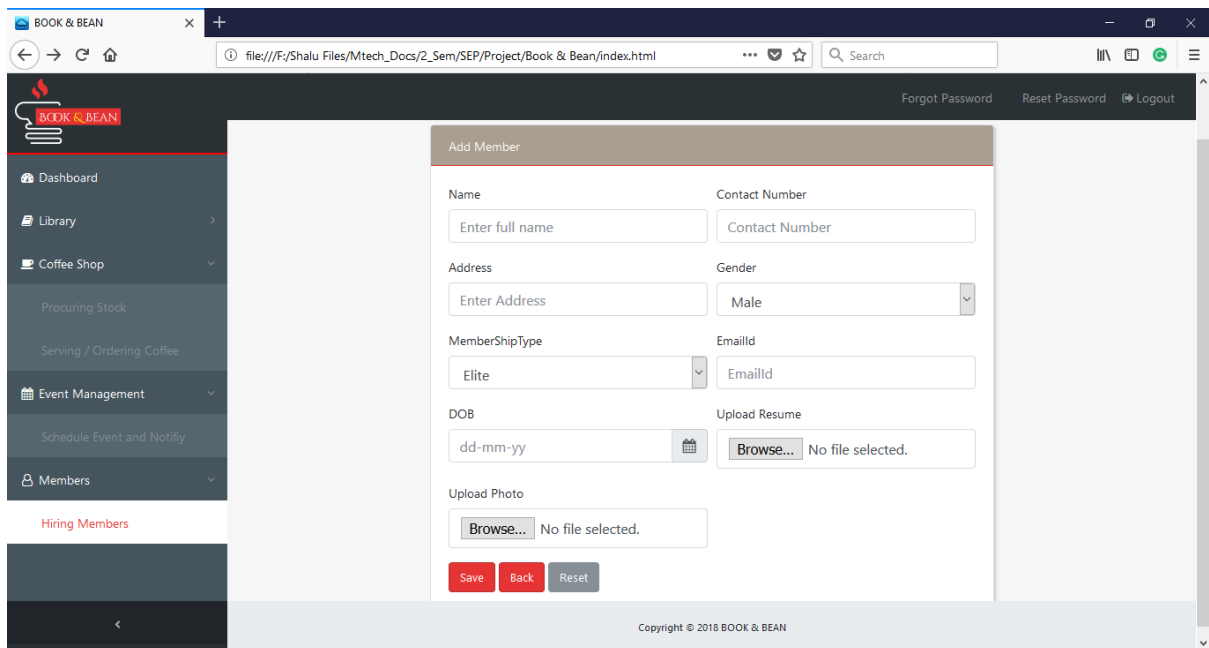 BOOK & BEAN
file:///F:/Shalu Files/Mtech_Docs/2_Sem/SEP/Project/Book & Bean/index.html
Search
BOOK & BEAN
Forgot Password
Reset Password
Logout
Dashboard
Library
Coffee Shop
Procuring Stock
Serving / Ordering Coffee
Event Management
Schedule Event and Notifiy
Members
Hiring Members
Add Member
Name
Contact Number
Enter full name
Contact Number
Address
Gender
Enter Address
Male
MemberShipType
EmailId
Elite
EmailId
DOB
Upload Resume
dd-mm-yy
Browse... No file selected.
Upload Photo
Browse... No file selected.
Save Back Reset
Copyright © 2018 BOOK & BEAN